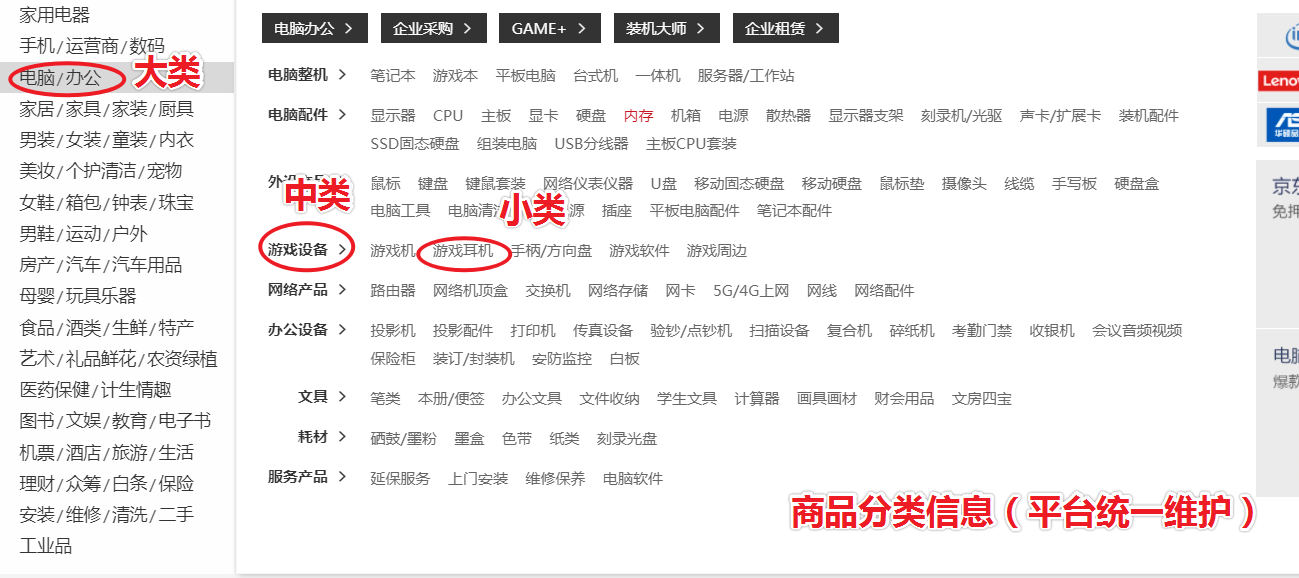 家用电器
手机/运营商/数码
电脑/办公
大类
家居/家具/家装/厨具
男装/女装/童装/内衣
美妆/个护清洁/宠物
女鞋/箱包/钟表/珠宝
男鞋/运动/户外
房产/汽车/汽车用品
母婴/玩具乐器
食品/酒类/生鲜/特产
艺术/礼品鲜花/农资绿植
医药保健/计生情趣
图书/文娱/教育/电子书
机票/酒店/旅游/生活
理财/众筹/白条/保险
安装/维修/清洗/二手
工业品
电脑办公 > 企业采购 > GAME+ > 装机大师 > 企业租赁 >
电脑整机 > 笔记本 游戏本 平板电脑 台式机 一体机 服务器/工作站
电脑配件 > 显示器 CPU 主板 显卡 硬盘 内存 机箱 电源 散热器 显示器支架 刻录机/光驱 声卡/扩展卡 装机配件
SSD固态硬盘 组装电脑 USB分线器 主板CPU套装
鼠标 键盘 键鼠套装 网络仪表仪器 U盘 移动固态硬盘 移动硬盘 鼠标垫 摄像头 线缆 手写板 硬盘盒
中类
电脑工具 电脑清 源 插座 平板电脑配件 笔记本配件
小类
游戏设备 > 游戏机 游戏耳机 手柄/方向盘 游戏软件 游戏周边
网络产品 > 路由器 网络机顶盒 交换机 网络存储 网卡 5G/4G上网 网线 网络配件
办公设备 > 投影机 投影配件 打印机 传真设备 验钞/点钞机 扫描设备 复合机 碎纸机 考勤门禁 收银机 会议音频视频
保险柜 装订/封装机 安防监控 白板
文具 > 笔类 本册/便签 办公文具 文件收纳 学生文具 计算器 画具画材 财会用品 文房四宝
耗材 > 硒鼓/墨粉 墨盒 色带 纸类 刻录光盘
服务产品 > 延保服务 上门安装 维修保养 电脑软件
商品分类信息（平台统一维护）
Leno
京东
免押
电脑
爆款